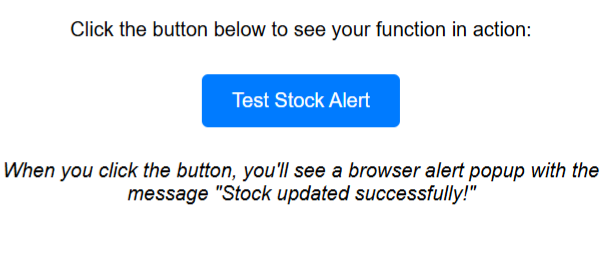 Click the button below to see your function in action:
Test Stock Alert
When you click the button, you'll see a browser alert popup with the
message "Stock updated successfully!"